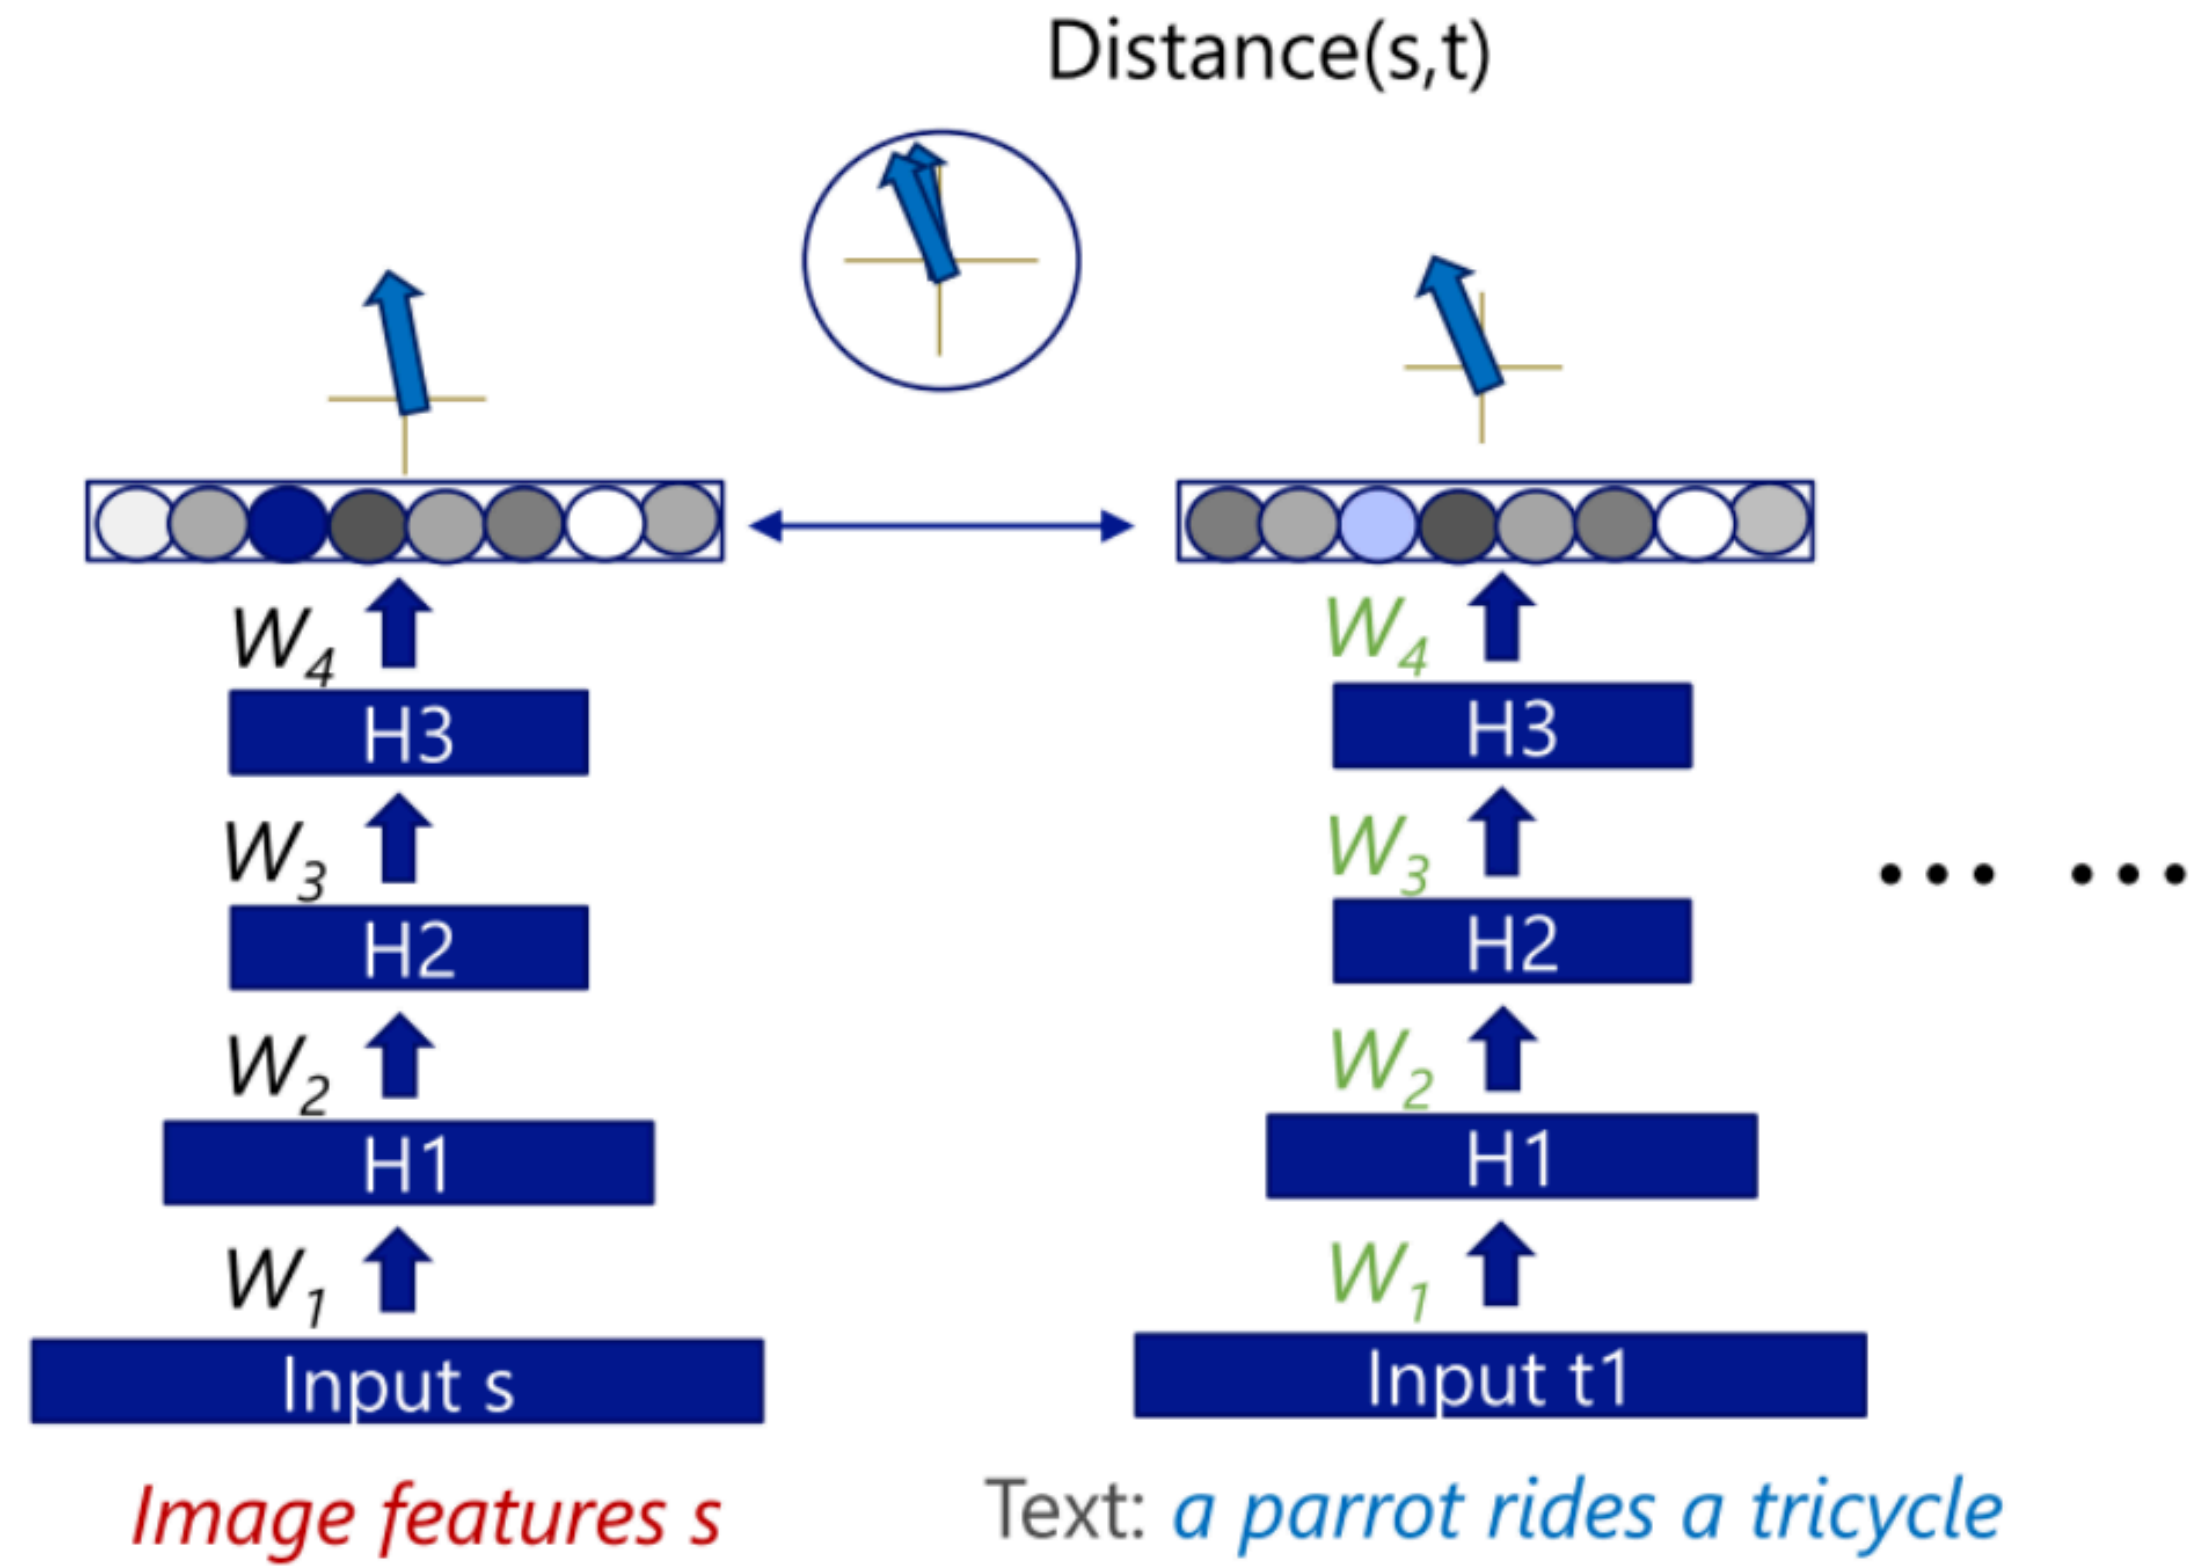 Distance(s,t)
W4
H3
W3
H2
W2
H1
W1
Input s
Image features s
W4
H3
W3
H2
W2
H1
W1
Input t1
Text: a parrot rides a tricycle
... ...